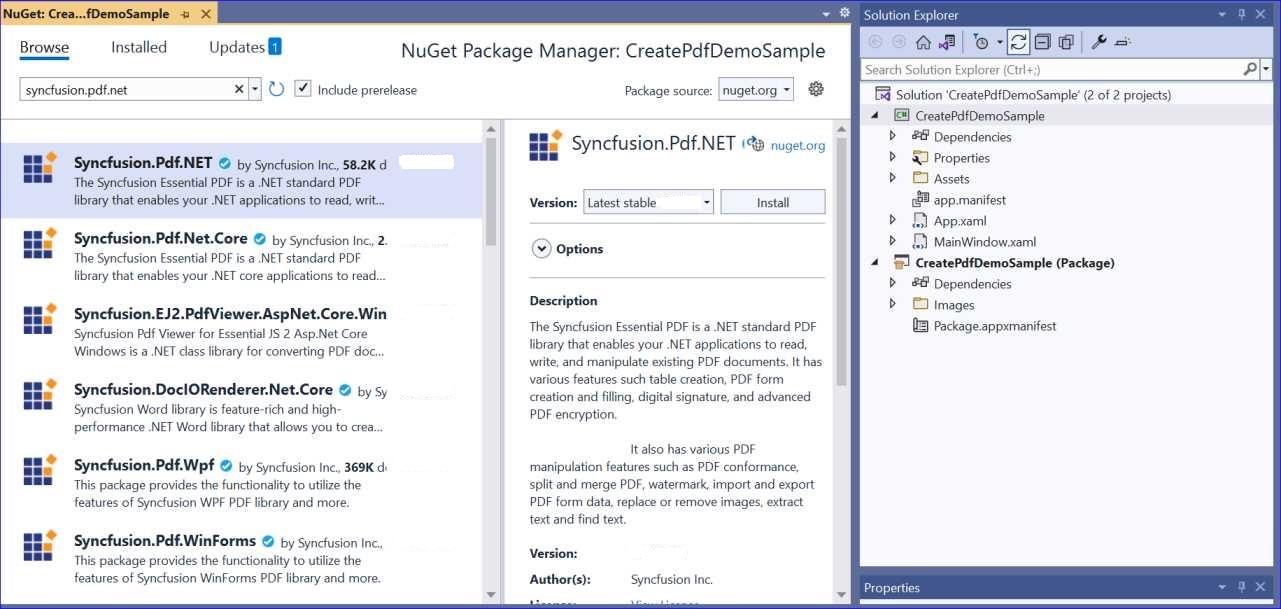 NuGet: Crea...fDemoSample
Browse
Installed
Updates 1
NuGet Package Manager: CreatePdfDemoSample
syncfusion.pdf.net
Include prerelease
Package source: nuget.org
Syncfusion.Pdf.NET by Syncfusion Inc., 58.2K d
The Syncfusion Essential PDF is a .NET standard PDF
library that enables your .NET applications to read, writ...
Syncfusion.Pdf.Net.Core by Syncfusion Inc., 2.
The Syncfusion Essential PDF is a .NET standard PDF
library that enables your .NET core applications to read...
Syncfusion.EJ2.PdfViewer.AspNet.Core.Win
Syncfusion Pdf Viewer for Essential JS 2 Asp.Net Core
Windows is a .NET class library for converting PDF doc...
Syncfusion.DocIORenderer.Net.Core by Sy
Syncfusion Word library is feature-rich and high-
performance .NET Word library that allows you to crea...
Syncfusion.Pdf.Wpf by Syncfusion Inc., 369K d
This package provides the functionality to utilize the
features of Syncfusion WPF PDF library and more.
Syncfusion.Pdf.WinForms by Syncfusion Inc.,
This package provides the functionality to utilize the
features of Syncfusion WinForms PDF library and more.
Syncfusion.Pdf.NET nuget.org
Version: Latest stable Install
Options
Description
The Syncfusion Essential PDF is a .NET standard PDF
library that enables your .NET applications to read,
write, and manipulate existing PDF documents. It has
various features such table creation, PDF form
creation and filling, digital signature, and advanced
PDF encryption.
It also has various PDF
manipulation features such as PDF conformance,
split and merge PDF, watermark, import and export
PDF form data, replace or remove images, extract
text and find text.
Version:
Author(s): Syncfusion Inc.
License: View License
Solution Explorer
Search Solution Explorer (Ctrl+;)
Solution 'CreatePdfDemoSample' (2 of 2 projects)
CreatePdfDemoSample
Dependencies
Properties
Assets
app.manifest
App.xaml
MainWindow.xaml
CreatePdfDemoSample (Package)
Dependencies
Images
Package.appxmanifest
Properties